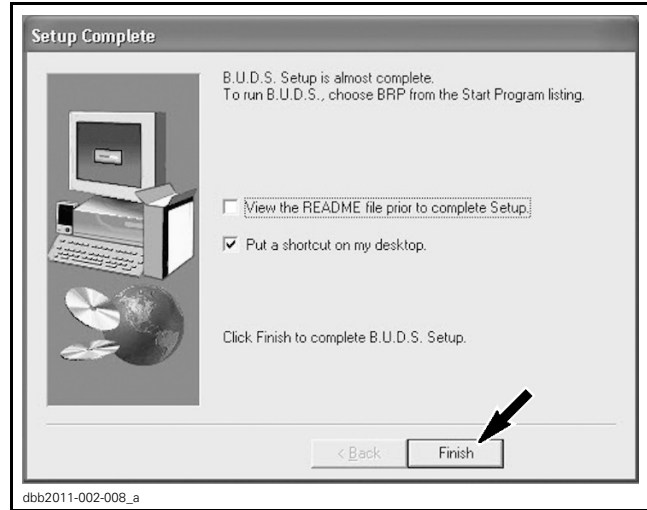 Setup Complete
B.U.D.S. Setup is almost complete.
To run B.U.D.S., choose BRP from the Start Program listing.
View the README file prior to complete Setup.
Put a shortcut on my desktop.
Click Finish to complete B.U.D.S. Setup.
< Back
Finish
dbb2011-002-008_a